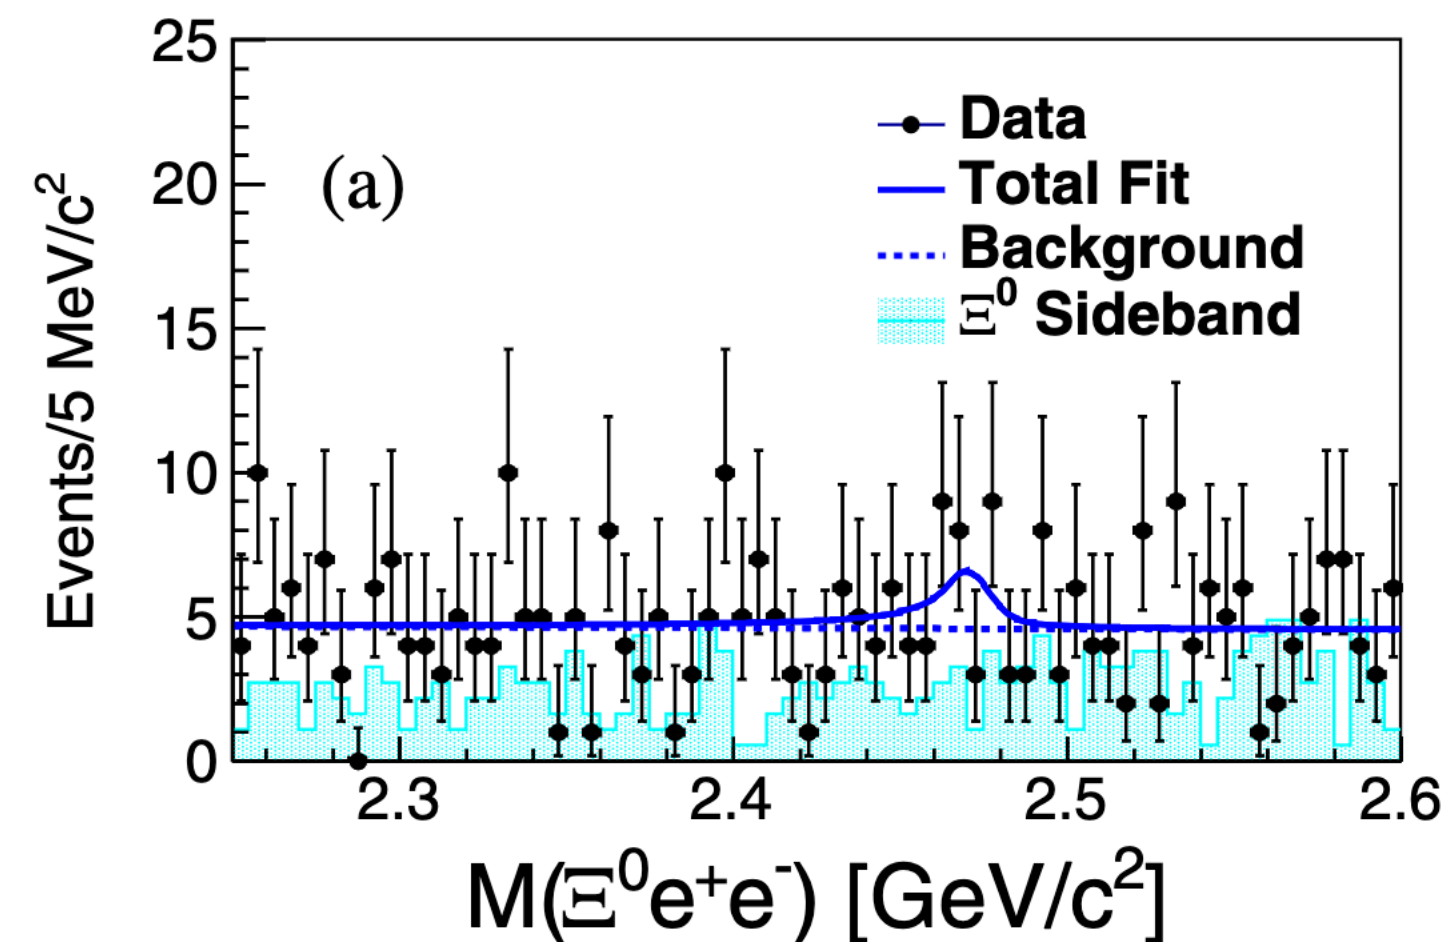 25
20
15
10
5
0
Events/5 MeV/c²
(a)
Data
Total Fit
Background
Ξ⁰ Sideband
2.3 2.4 2.5 2.6
M(Ξ⁰e⁺e⁻) [GeV/c²]